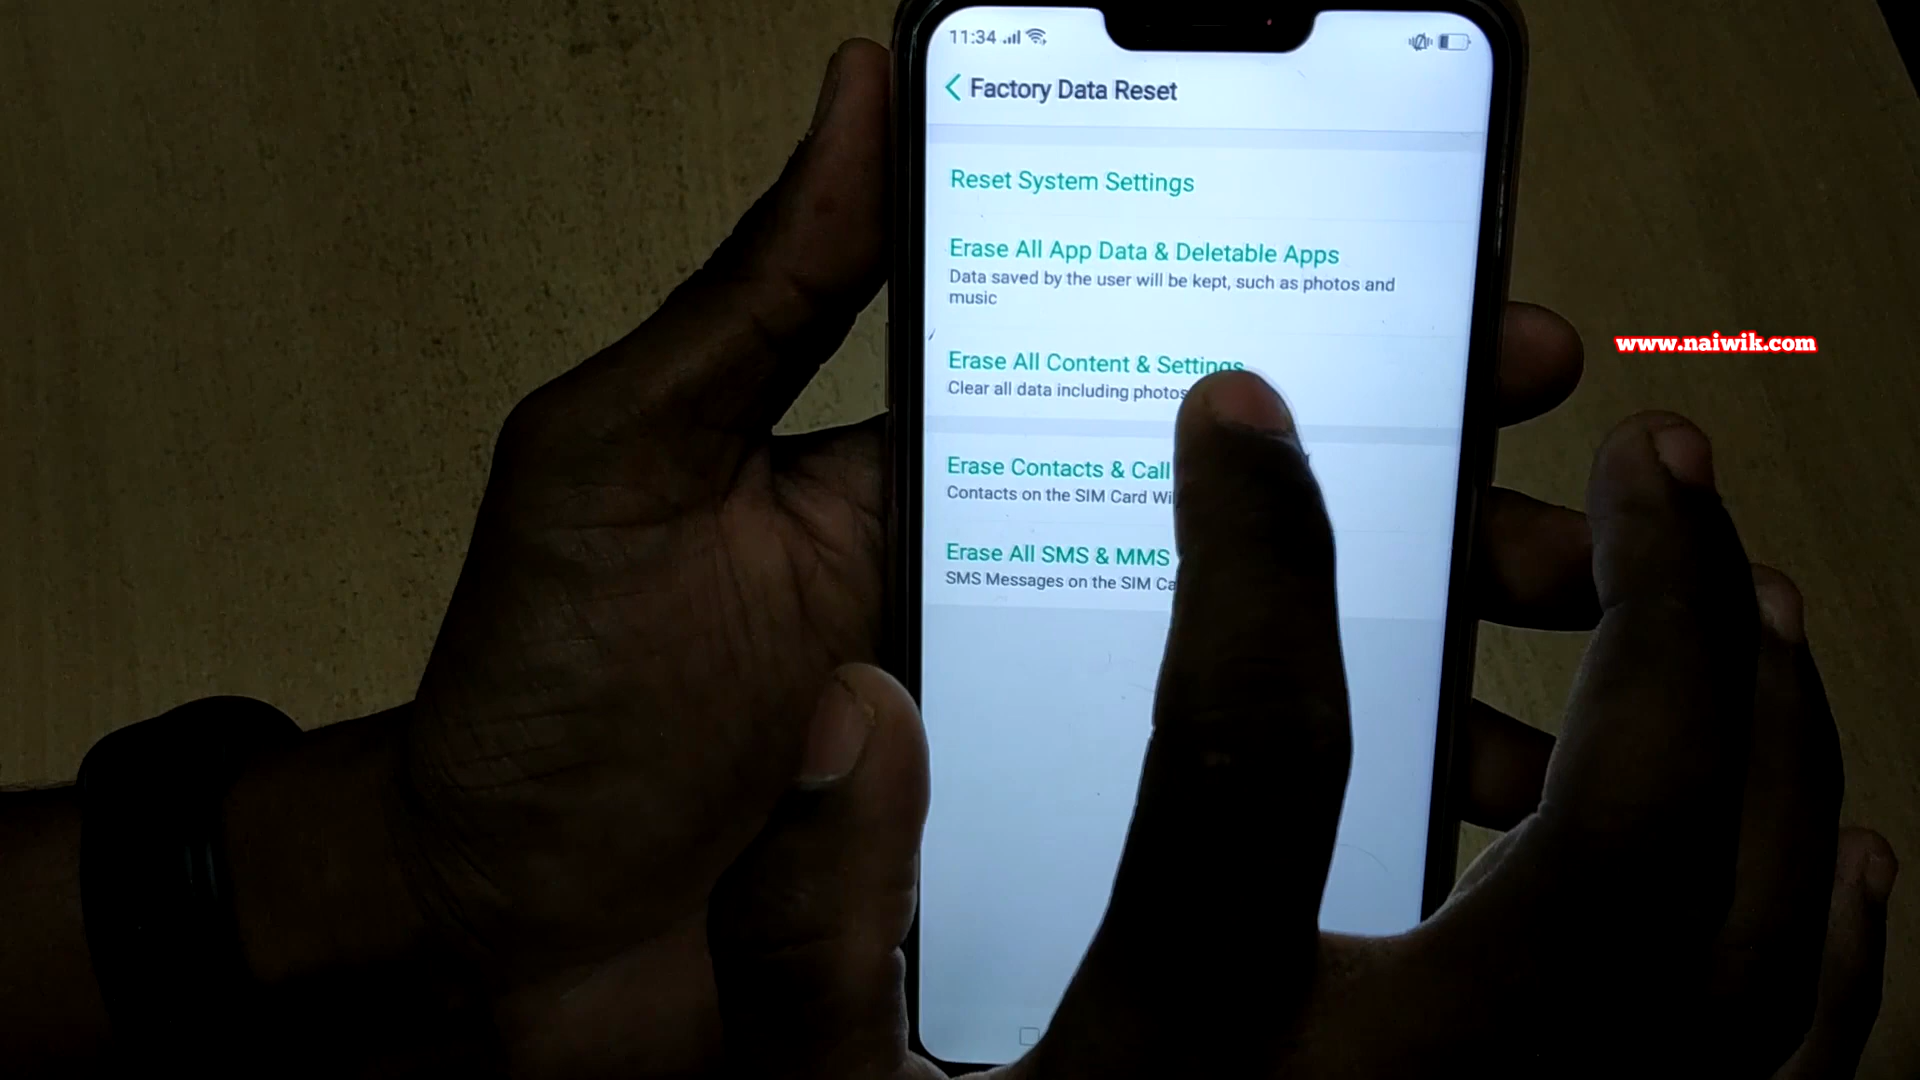 11:34
Factory Data Reset
Reset System Settings
Erase All App Data & Deletable Apps
Data saved by the user will be kept, such as photos and
music
Erase All Content & Settings
Clear all data including photos
www.naiwik.com
Erase Contacts & Call
Contacts on the SIM Card
Erase All SMS & MMS
SMS Messages on the SIM